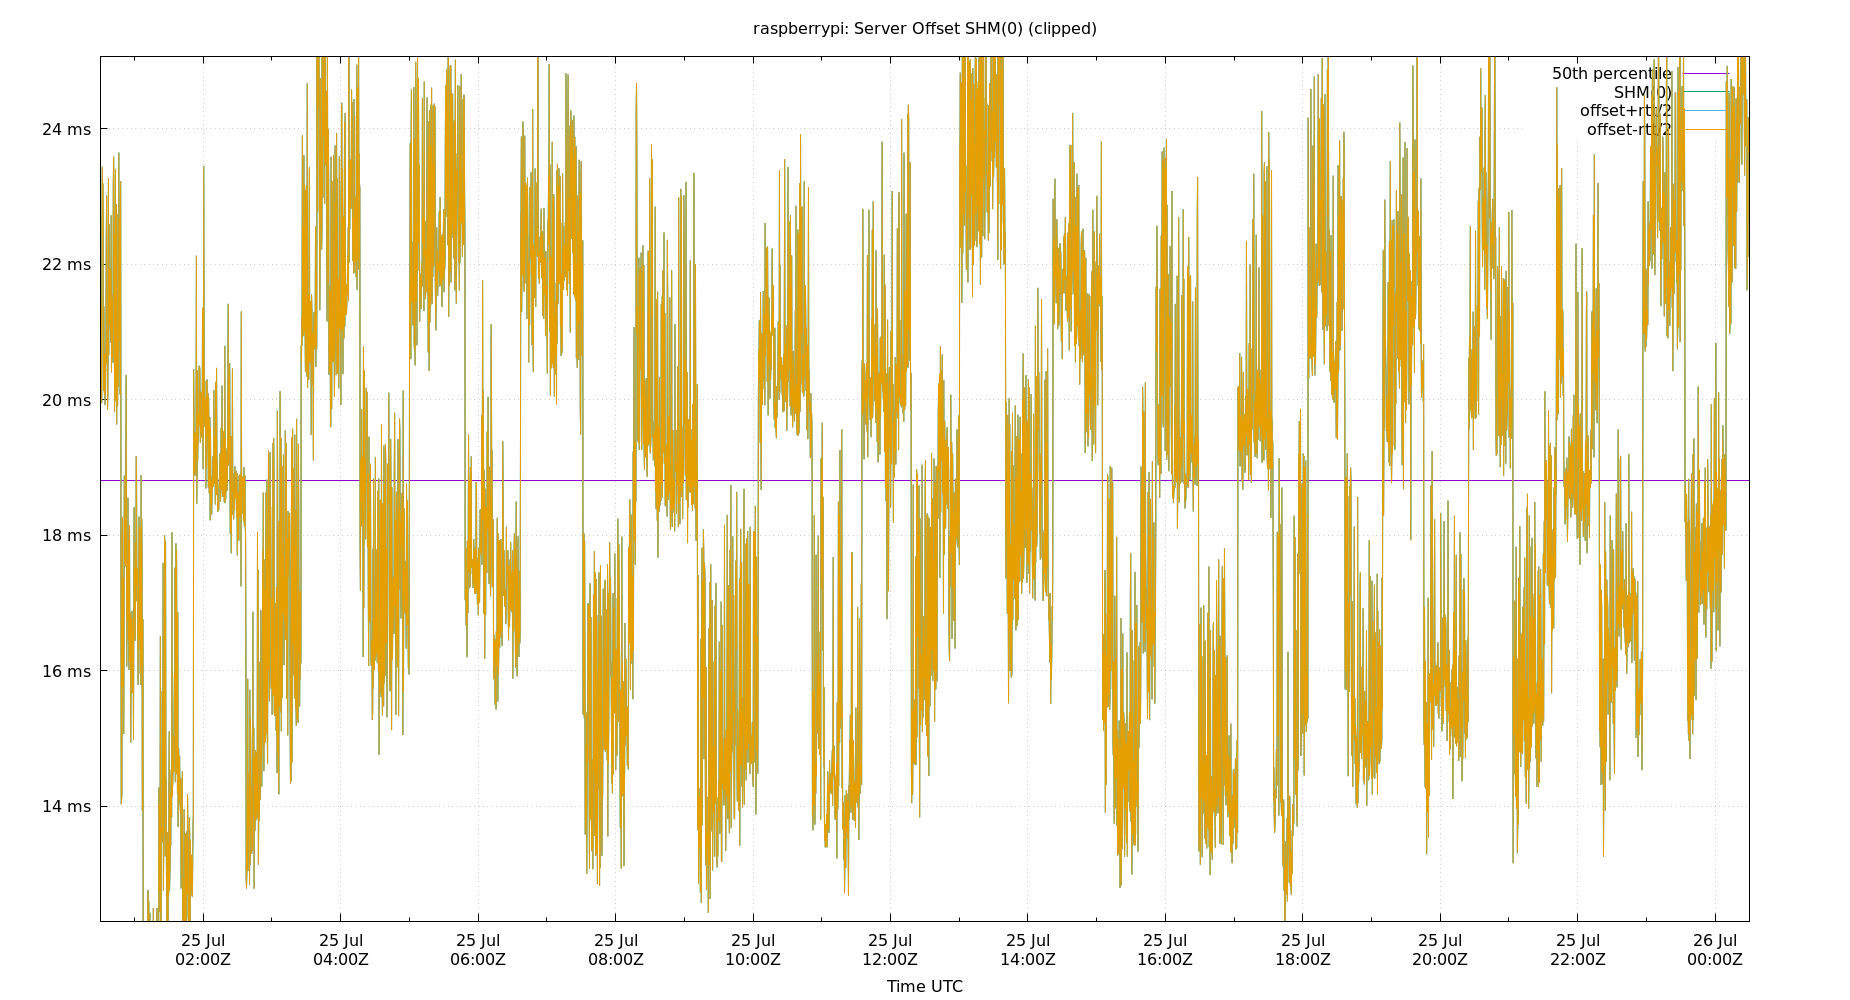 raspberrypi: Server Offset SHM(0) (clipped)
50th percentile
SHM(0)
offset+rtt/2
offset-rtt/2
24 ms
22 ms
20 ms
18 ms
16 ms
14 ms
25 Jul 25 Jul 25 Jul 25 Jul 25 Jul 25 Jul 25 Jul 25 Jul 25 Jul 25 Jul 25 Jul 26 Jul
02:00Z 04:00Z 06:00Z 08:00Z 10:00Z 12:00Z 14:00Z 16:00Z 18:00Z 20:00Z 22:00Z 00:00Z
Time UTC